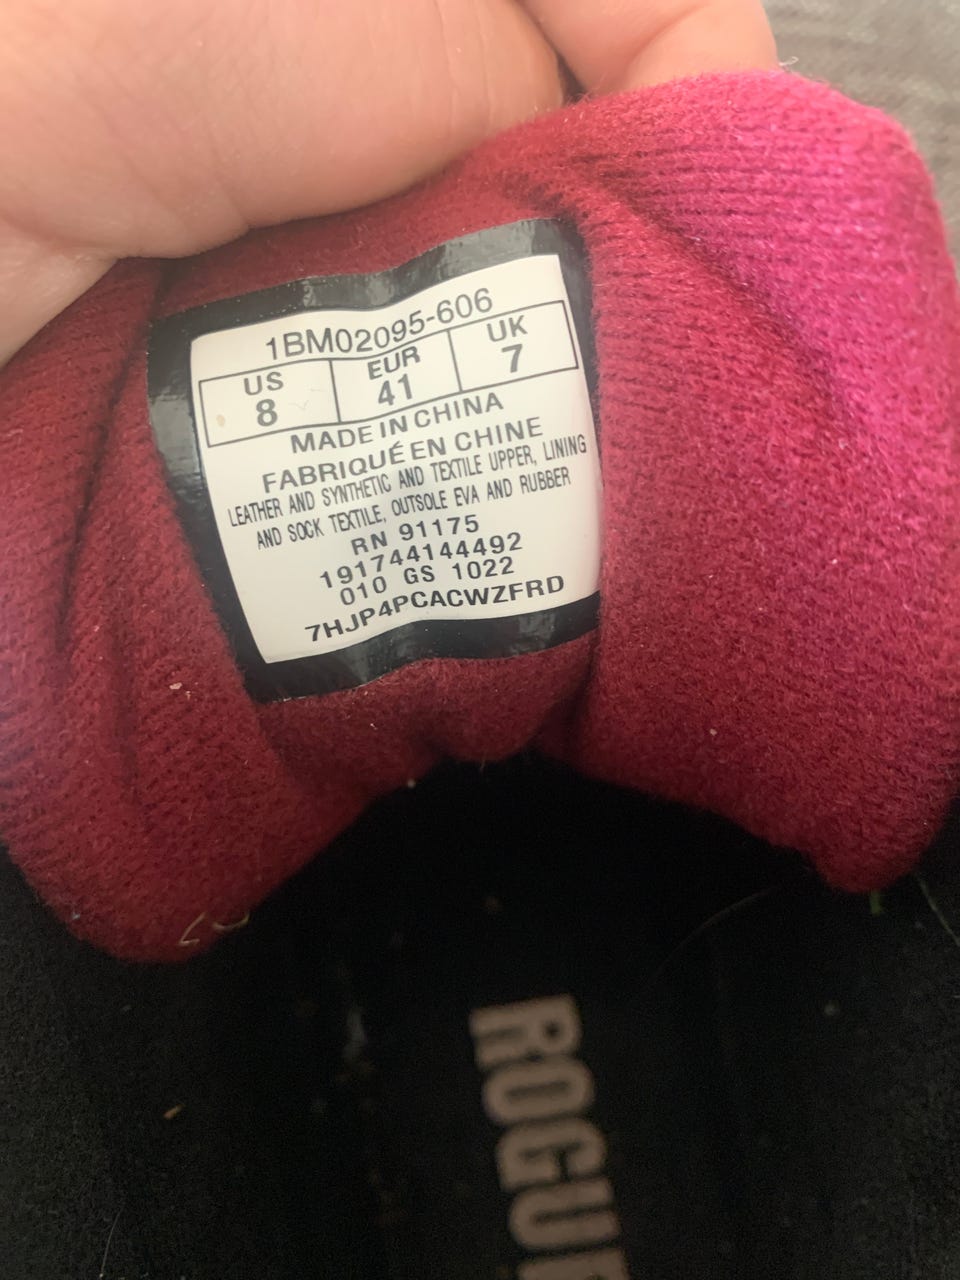 1BM02095-606
US EUR UK
8 41 7
MADE IN CHINA
FABRIQUÉ EN CHINE
LEATHER AND SYNTHETIC AND TEXTILE UPPER, LINING
AND SOCK TEXTILE, OUTSOLE EVA AND RUBBER
RN 91175
191744144492
010 GS 1022
7HJP4PCACWZFRD
ROGUE